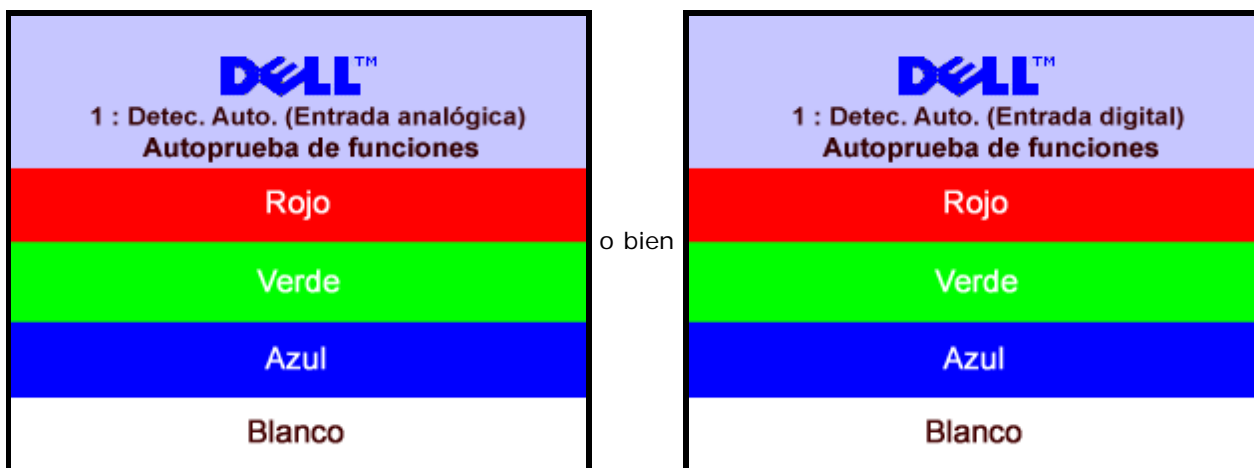 DELL™
1 : Detec. Auto. (Entrada analógica)
Autoprueba de funciones
Rojo
Verde
Azul
Blanco
o bien
DELL™
1 : Detec. Auto. (Entrada digital)
Autoprueba de funciones
Rojo
Verde
Azul
Blanco